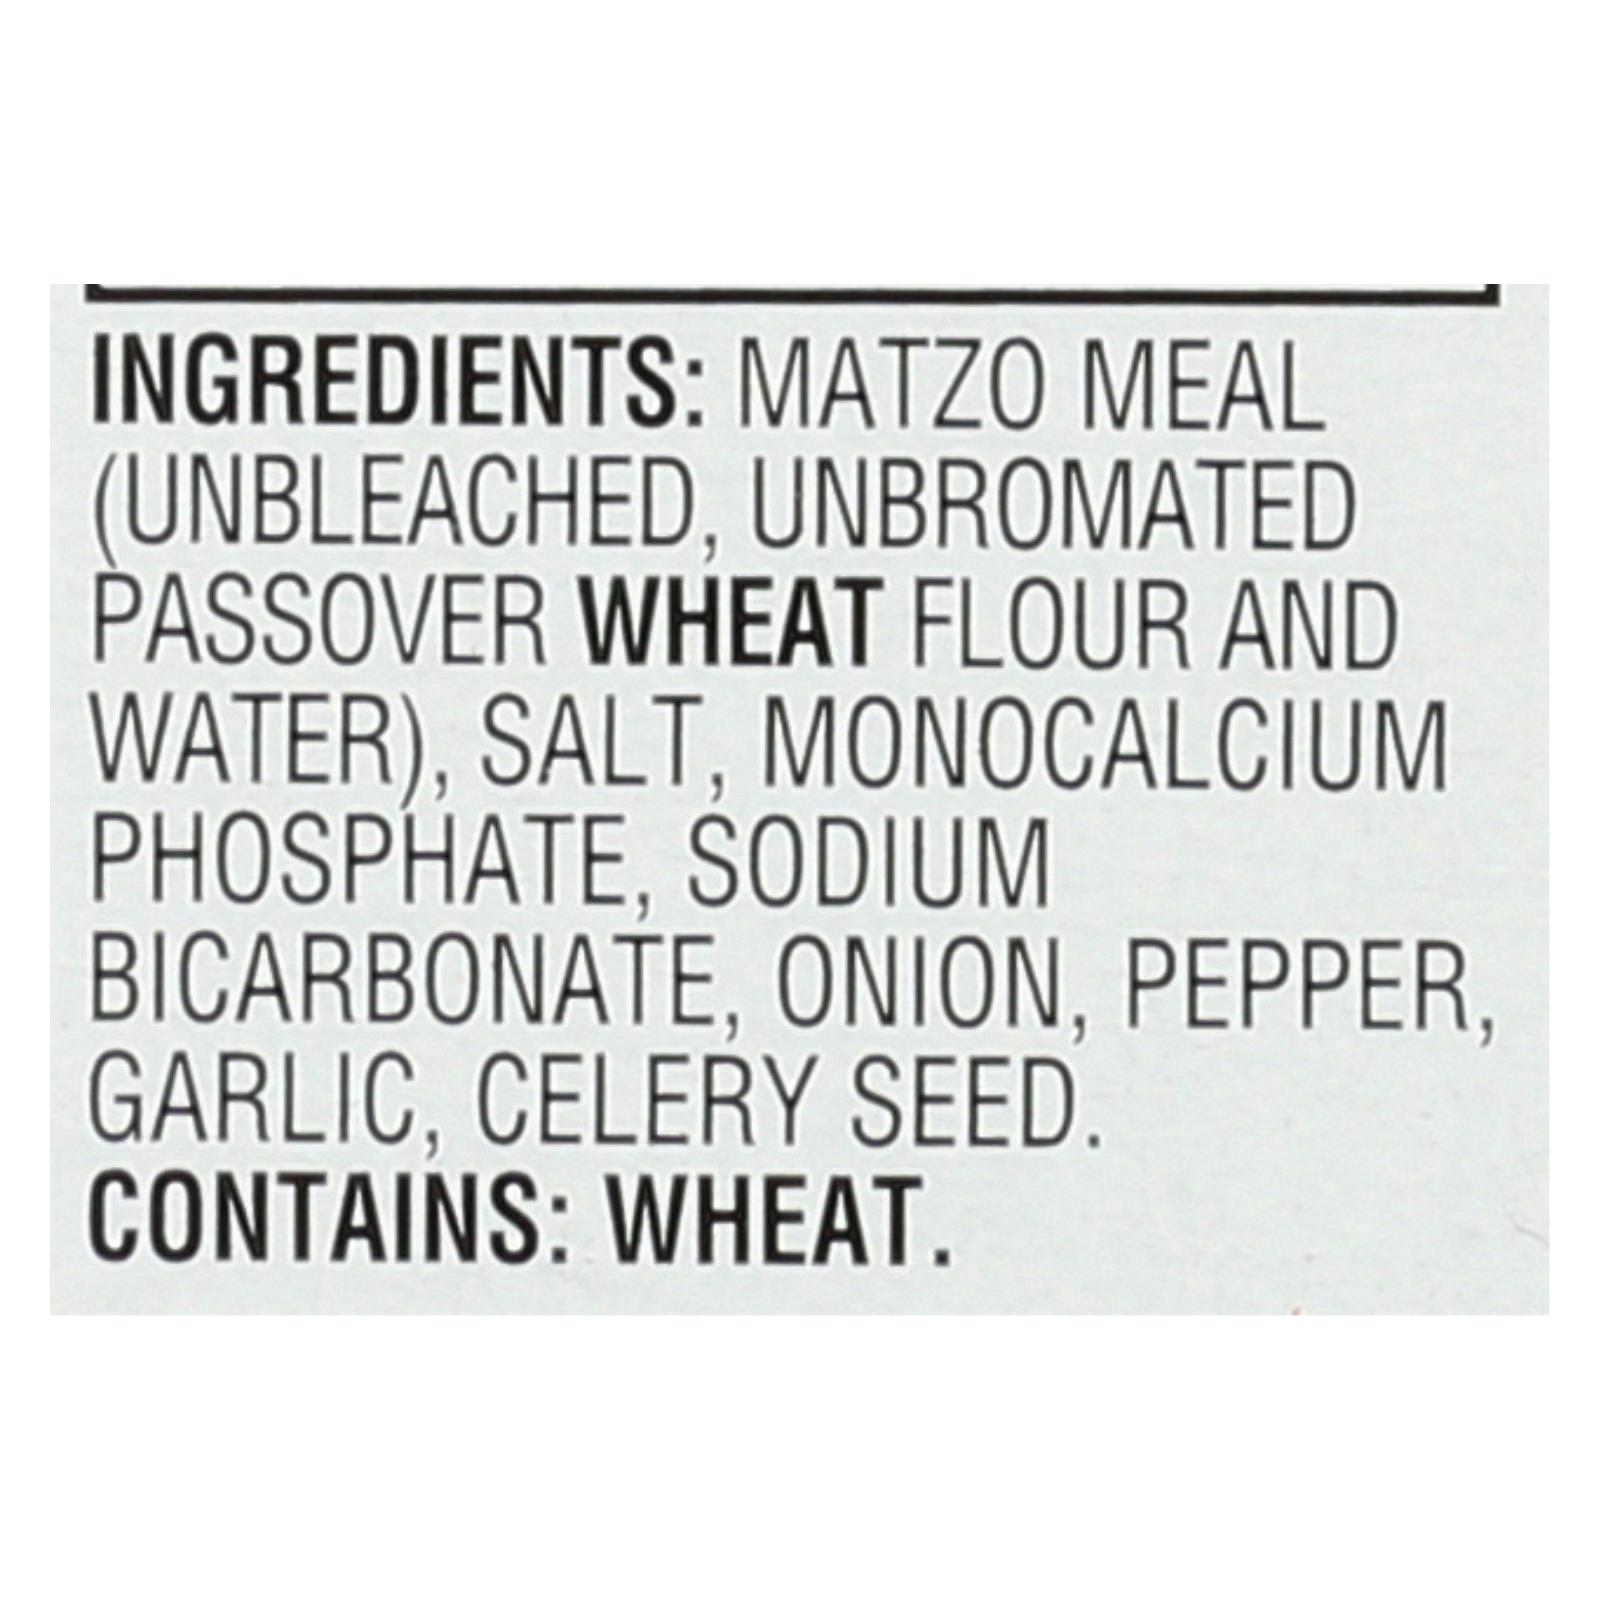 INGREDIENTS: MATZO MEAL
(UNBLEACHED, UNBROMATED
PASSOVER WHEAT FLOUR AND
WATER), SALT, MONOCALCIUM
PHOSPHATE, SODIUM
BICARBONATE, ONION, PEPPER,
GARLIC, CELERY SEED.
CONTAINS: WHEAT.